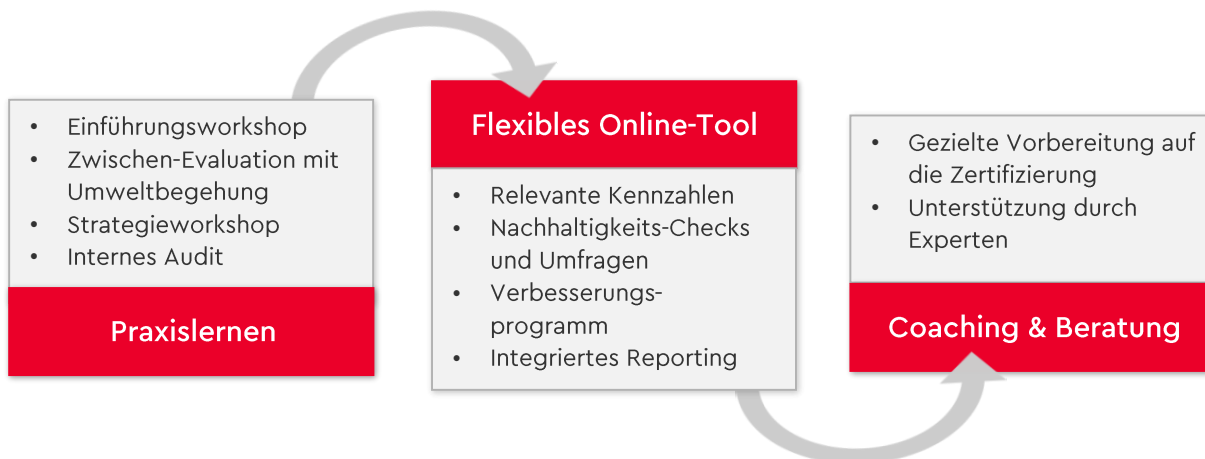 • Einführungsworkshop
• Zwischen-Evaluation mit
Umweltbegehung
• Strategieworkshop
• Internes Audit
Praxislernen
Flexibles Online-Tool
• Relevante Kennzahlen
• Nachhaltigkeits-Checks
und Umfragen
• Verbesserungs-
programm
• Integriertes Reporting
• Gezielte Vorbereitung auf
die Zertifizierung
• Unterstützung durch
Experten
Coaching & Beratung